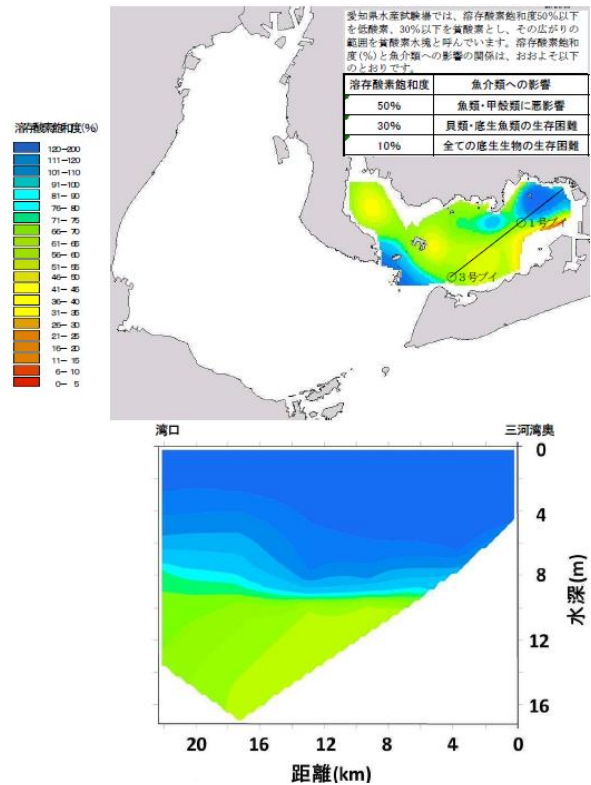 愛知県水産試験場では、溶存酸素飽和度50%以下
を低酸素、30%以下を貧酸素とし、その広がりの
範囲を貧酸素水塊と呼んでいます。溶存酸素飽和
度(%)と魚介類への影響の関係は、おおよそ以下
のとおりです。
溶存酸素飽和度 魚介類への影響
50% 魚類・甲殻類に悪影響
30% 貝類・底生魚類の生存困難
10% 全ての底生生物の生存困難
溶存酸素飽和度(%)
120-200
111-120
101-110
91-100
81-90
76-80
71-75
66-70
61-65
56-60
51-55
46-50
41-45
36-40
31-35
26-30
21-25
16-20
11-15
6-10
0-5
1号ブイ
3号ブイ
湾口 三河湾奥
0
4
8
12
16
水深(m)
20 16 12 8 4 0
距離(km)